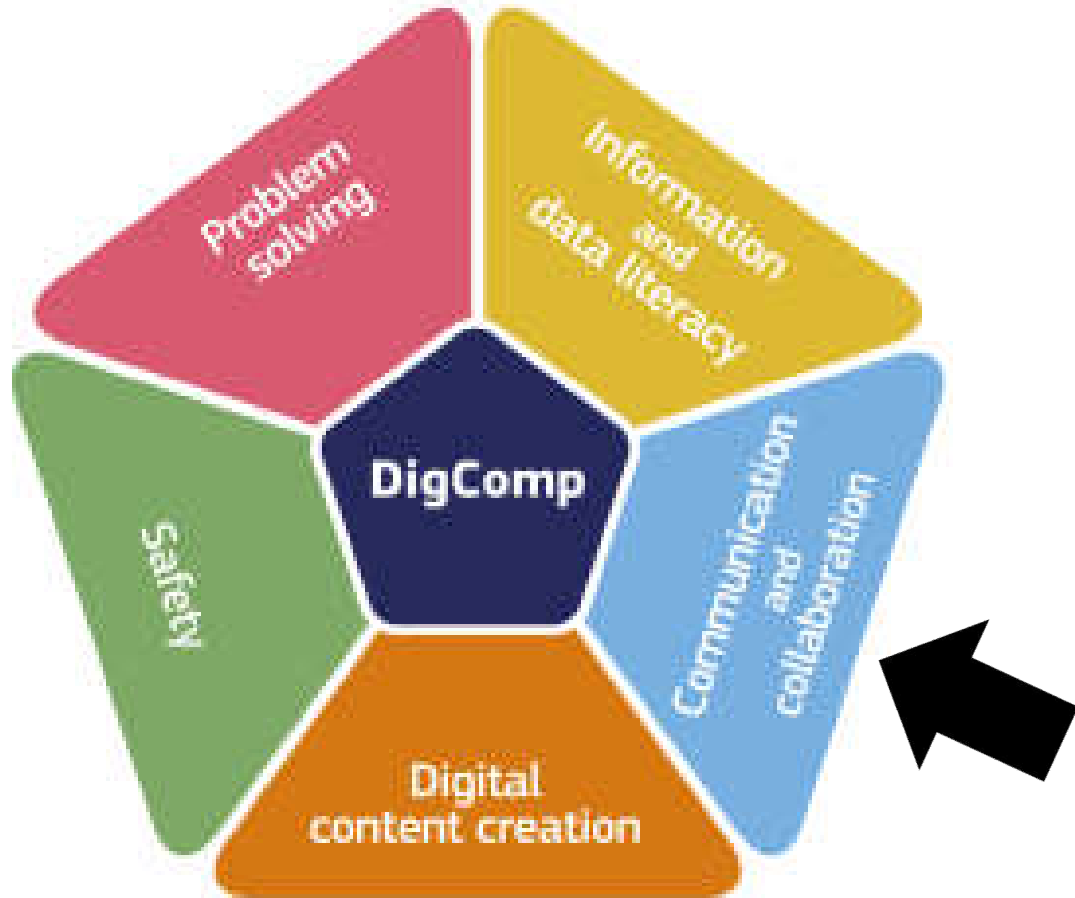 Problem
solving
Information
and
data literacy
DigComp
Communication
and
collaboration
Safety
Digital
content creation